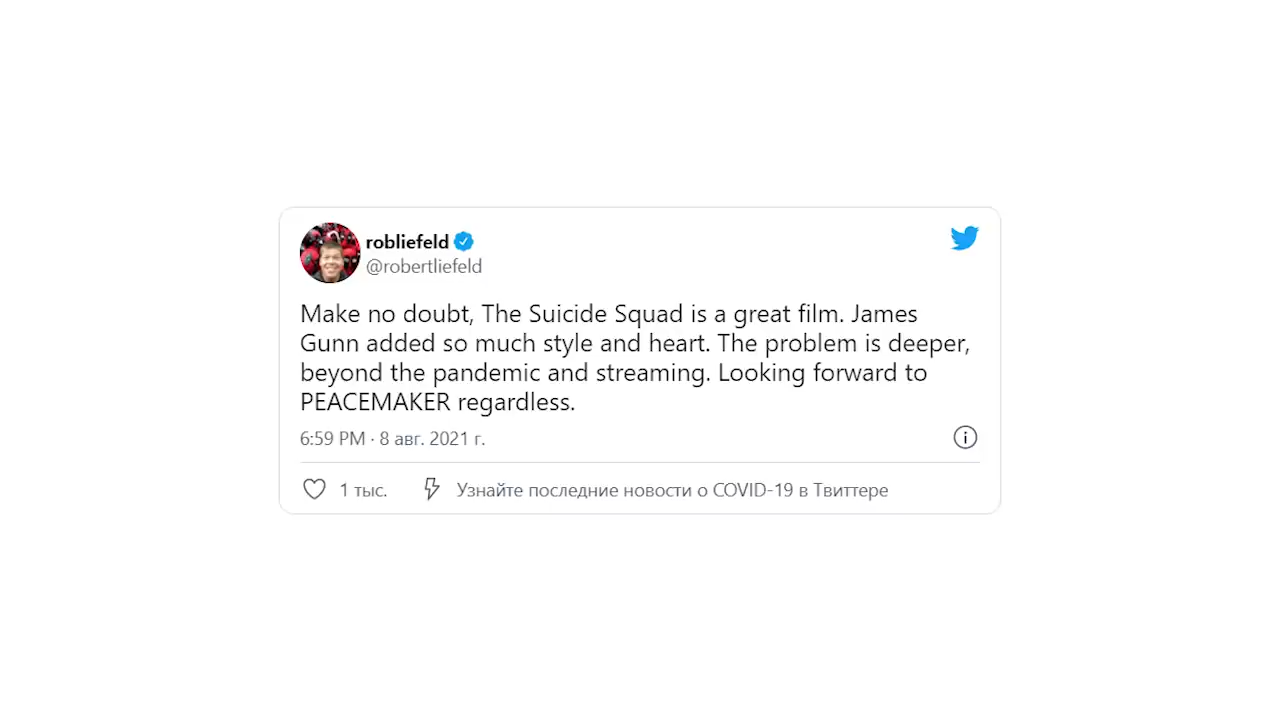 robliefeld
@robertliefeld
Make no doubt, The Suicide Squad is a great film. James
Gunn added so much style and heart. The problem is deeper,
beyond the pandemic and streaming. Looking forward to
PEACEMAKER regardless.
6:59 PM · 8 авг. 2021 г.
1 тыс. Узнайте последние новости о COVID-19 в Твиттере